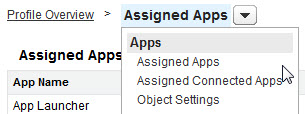 Profile Overview > Assigned Apps
Apps
Assigned Apps
Assigned Apps
App Name
Assigned Connected Apps
Object Settings
App Launcher